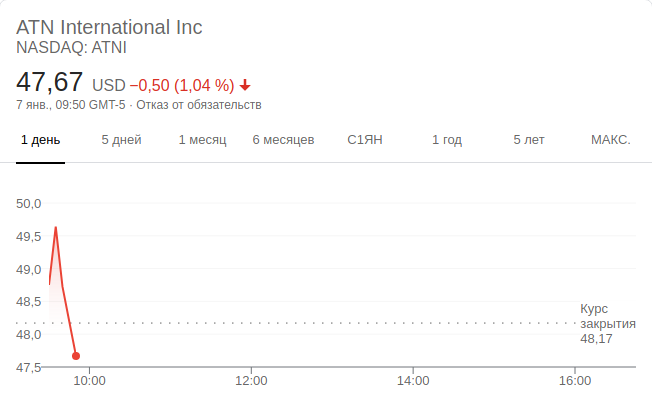 ATN International Inc
NASDAQ: ATNI
47,67 USD −0,50 (1,04 %)
7 янв., 09:50 GMT-5 · Отказ от обязательств
1 день 5 дней 1 месяц 6 месяцев С1ЯН 1 год 5 лет МАКС.
50,0
49,5
49,0
48,5
48,0
47,5
Курс
закрытия
48,17
10:00 12:00 14:00 16:00